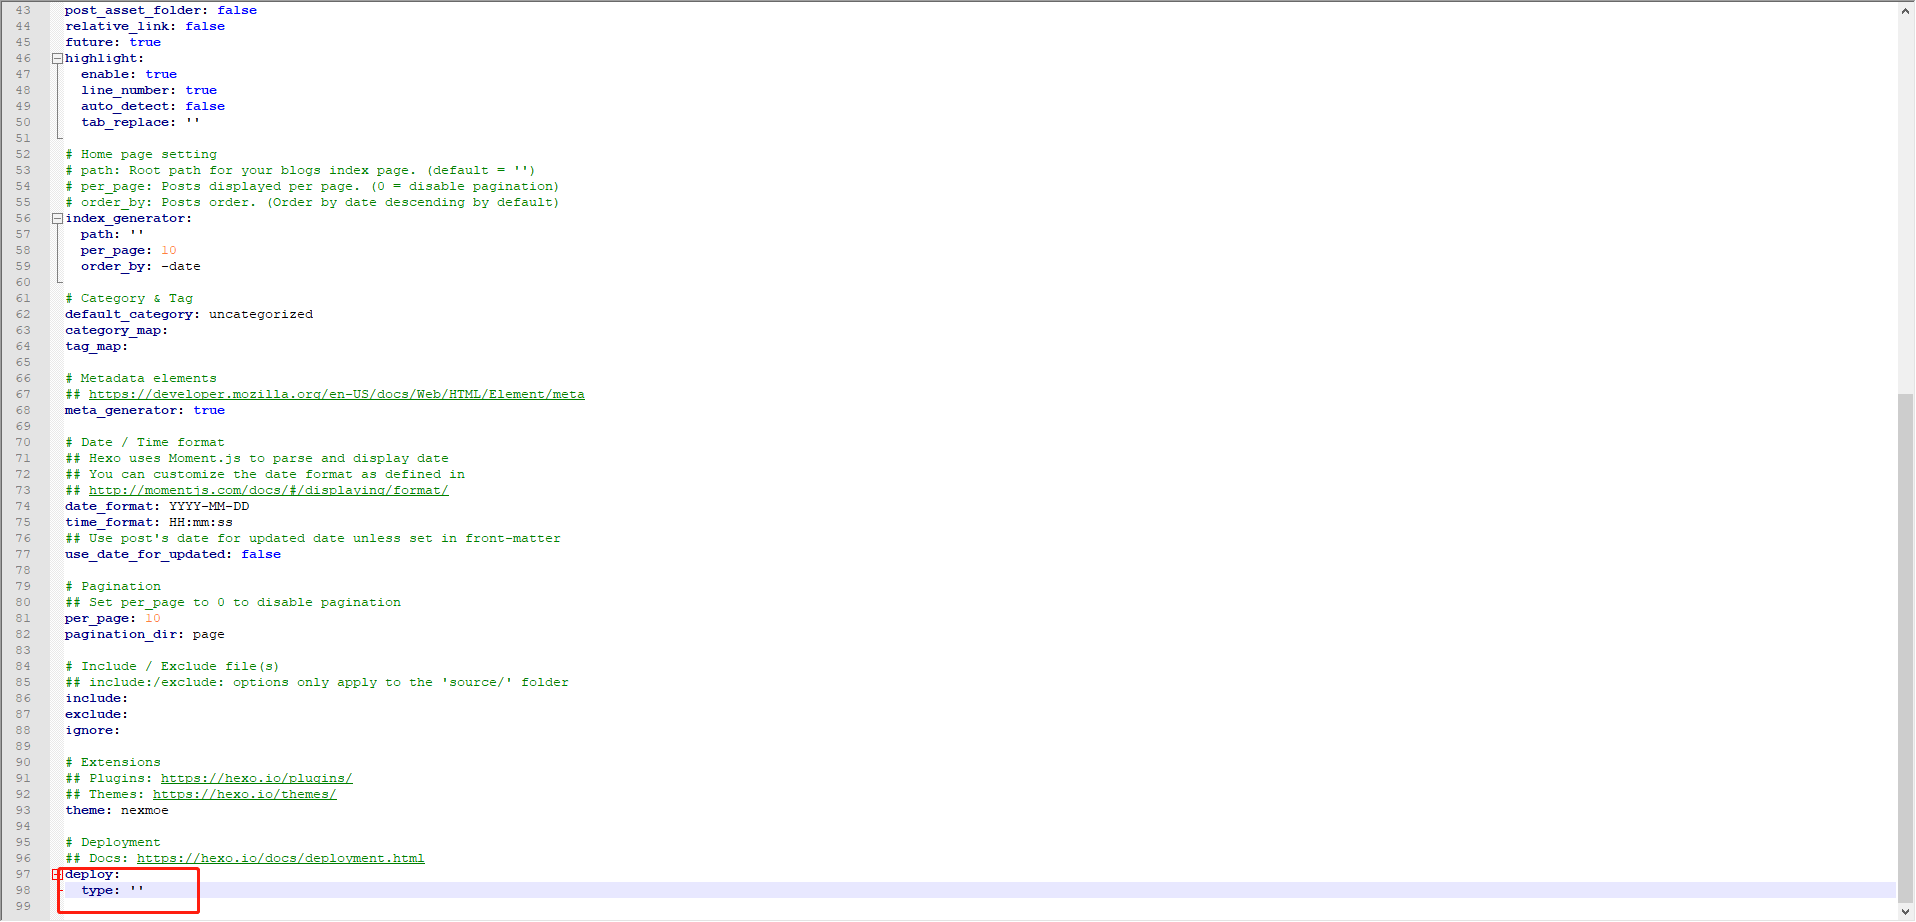 43 post_asset_folder: false
44 relative_link: false
45 future: true
46 highlight:
47   enable: true
48   line_number: true
49   auto_detect: false
50   tab_replace: ''
51
52 # Home page setting
53 # path: Root path for your blogs index page. (default = '')
54 # per_page: Posts displayed per page. (0 = disable pagination)
55 # order_by: Posts order. (Order by date descending by default)
56 index_generator:
57   path: ''
58   per_page: 10
59   order_by: -date
60
61 # Category & Tag
62 default_category: uncategorized
63 category_map:
64 tag_map:
65
66 # Metadata elements
67 ## https://developer.mozilla.org/en-US/docs/Web/HTML/Element/meta
68 meta_generator: true
69
70 # Date / Time format
71 ## Hexo uses Moment.js to parse and display date
72 ## You can customize the date format as defined in
73 ## http://momentjs.com/docs/#/displaying/format/
74 date_format: YYYY-MM-DD
75 time_format: HH:mm:ss
76 ## Use post's date for updated date unless set in front-matter
77 use_date_for_updated: false
78
79 # Pagination
80 ## Set per_page to 0 to disable pagination
81 per_page: 10
82 pagination_dir: page
83
84 # Include / Exclude file(s)
85 ## include:/exclude: options only apply to the 'source/' folder
86 include:
87 exclude:
88 ignore:
89
90 # Extensions
91 ## Plugins: https://hexo.io/plugins/
92 ## Themes: https://hexo.io/themes/
93 theme: nexmoe
94
95 # Deployment
96 ## Docs: https://hexo.io/docs/deployment.html
97 deploy:
98   type: ''
99